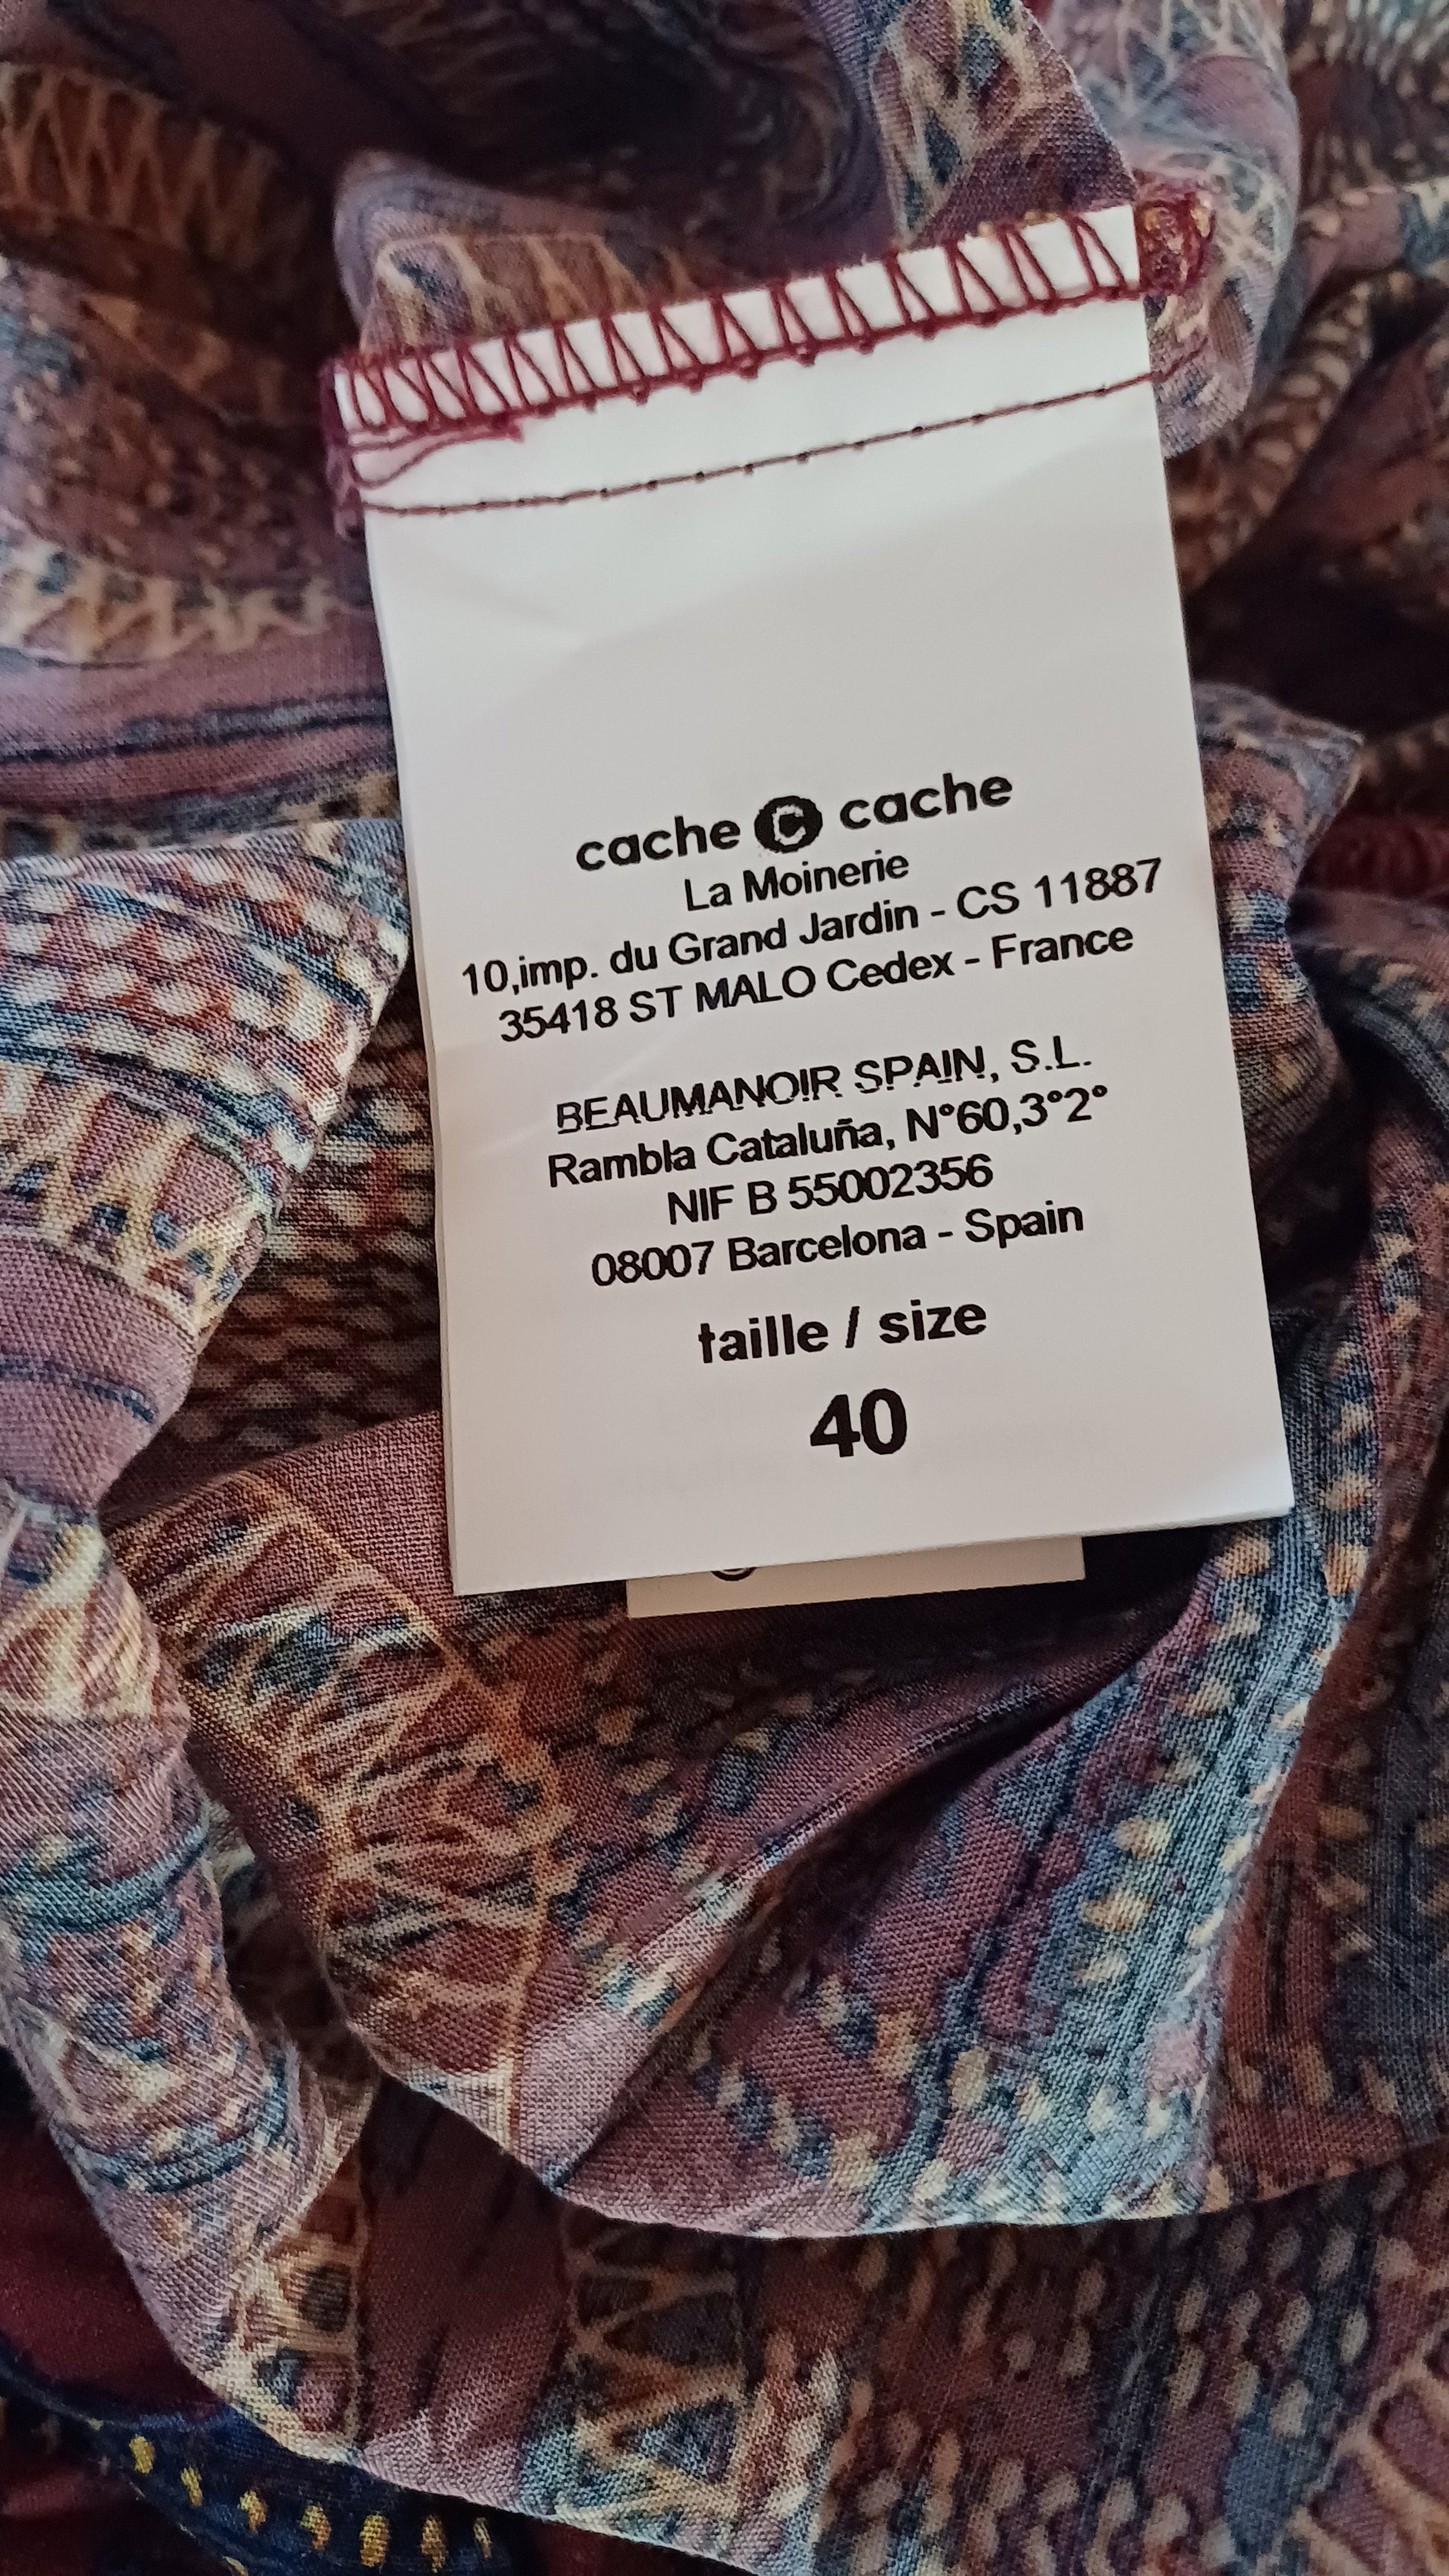 cache C cache
La Moinerie
10,imp. du Grand Jardin - CS 11887
35418 ST MALO Cedex - France
BEAUMANOIR SPAIN, S.L.
Rambla Cataluña, N°60,3°2°
NIF B 55002356
08007 Barcelona - Spain
taille / size
40